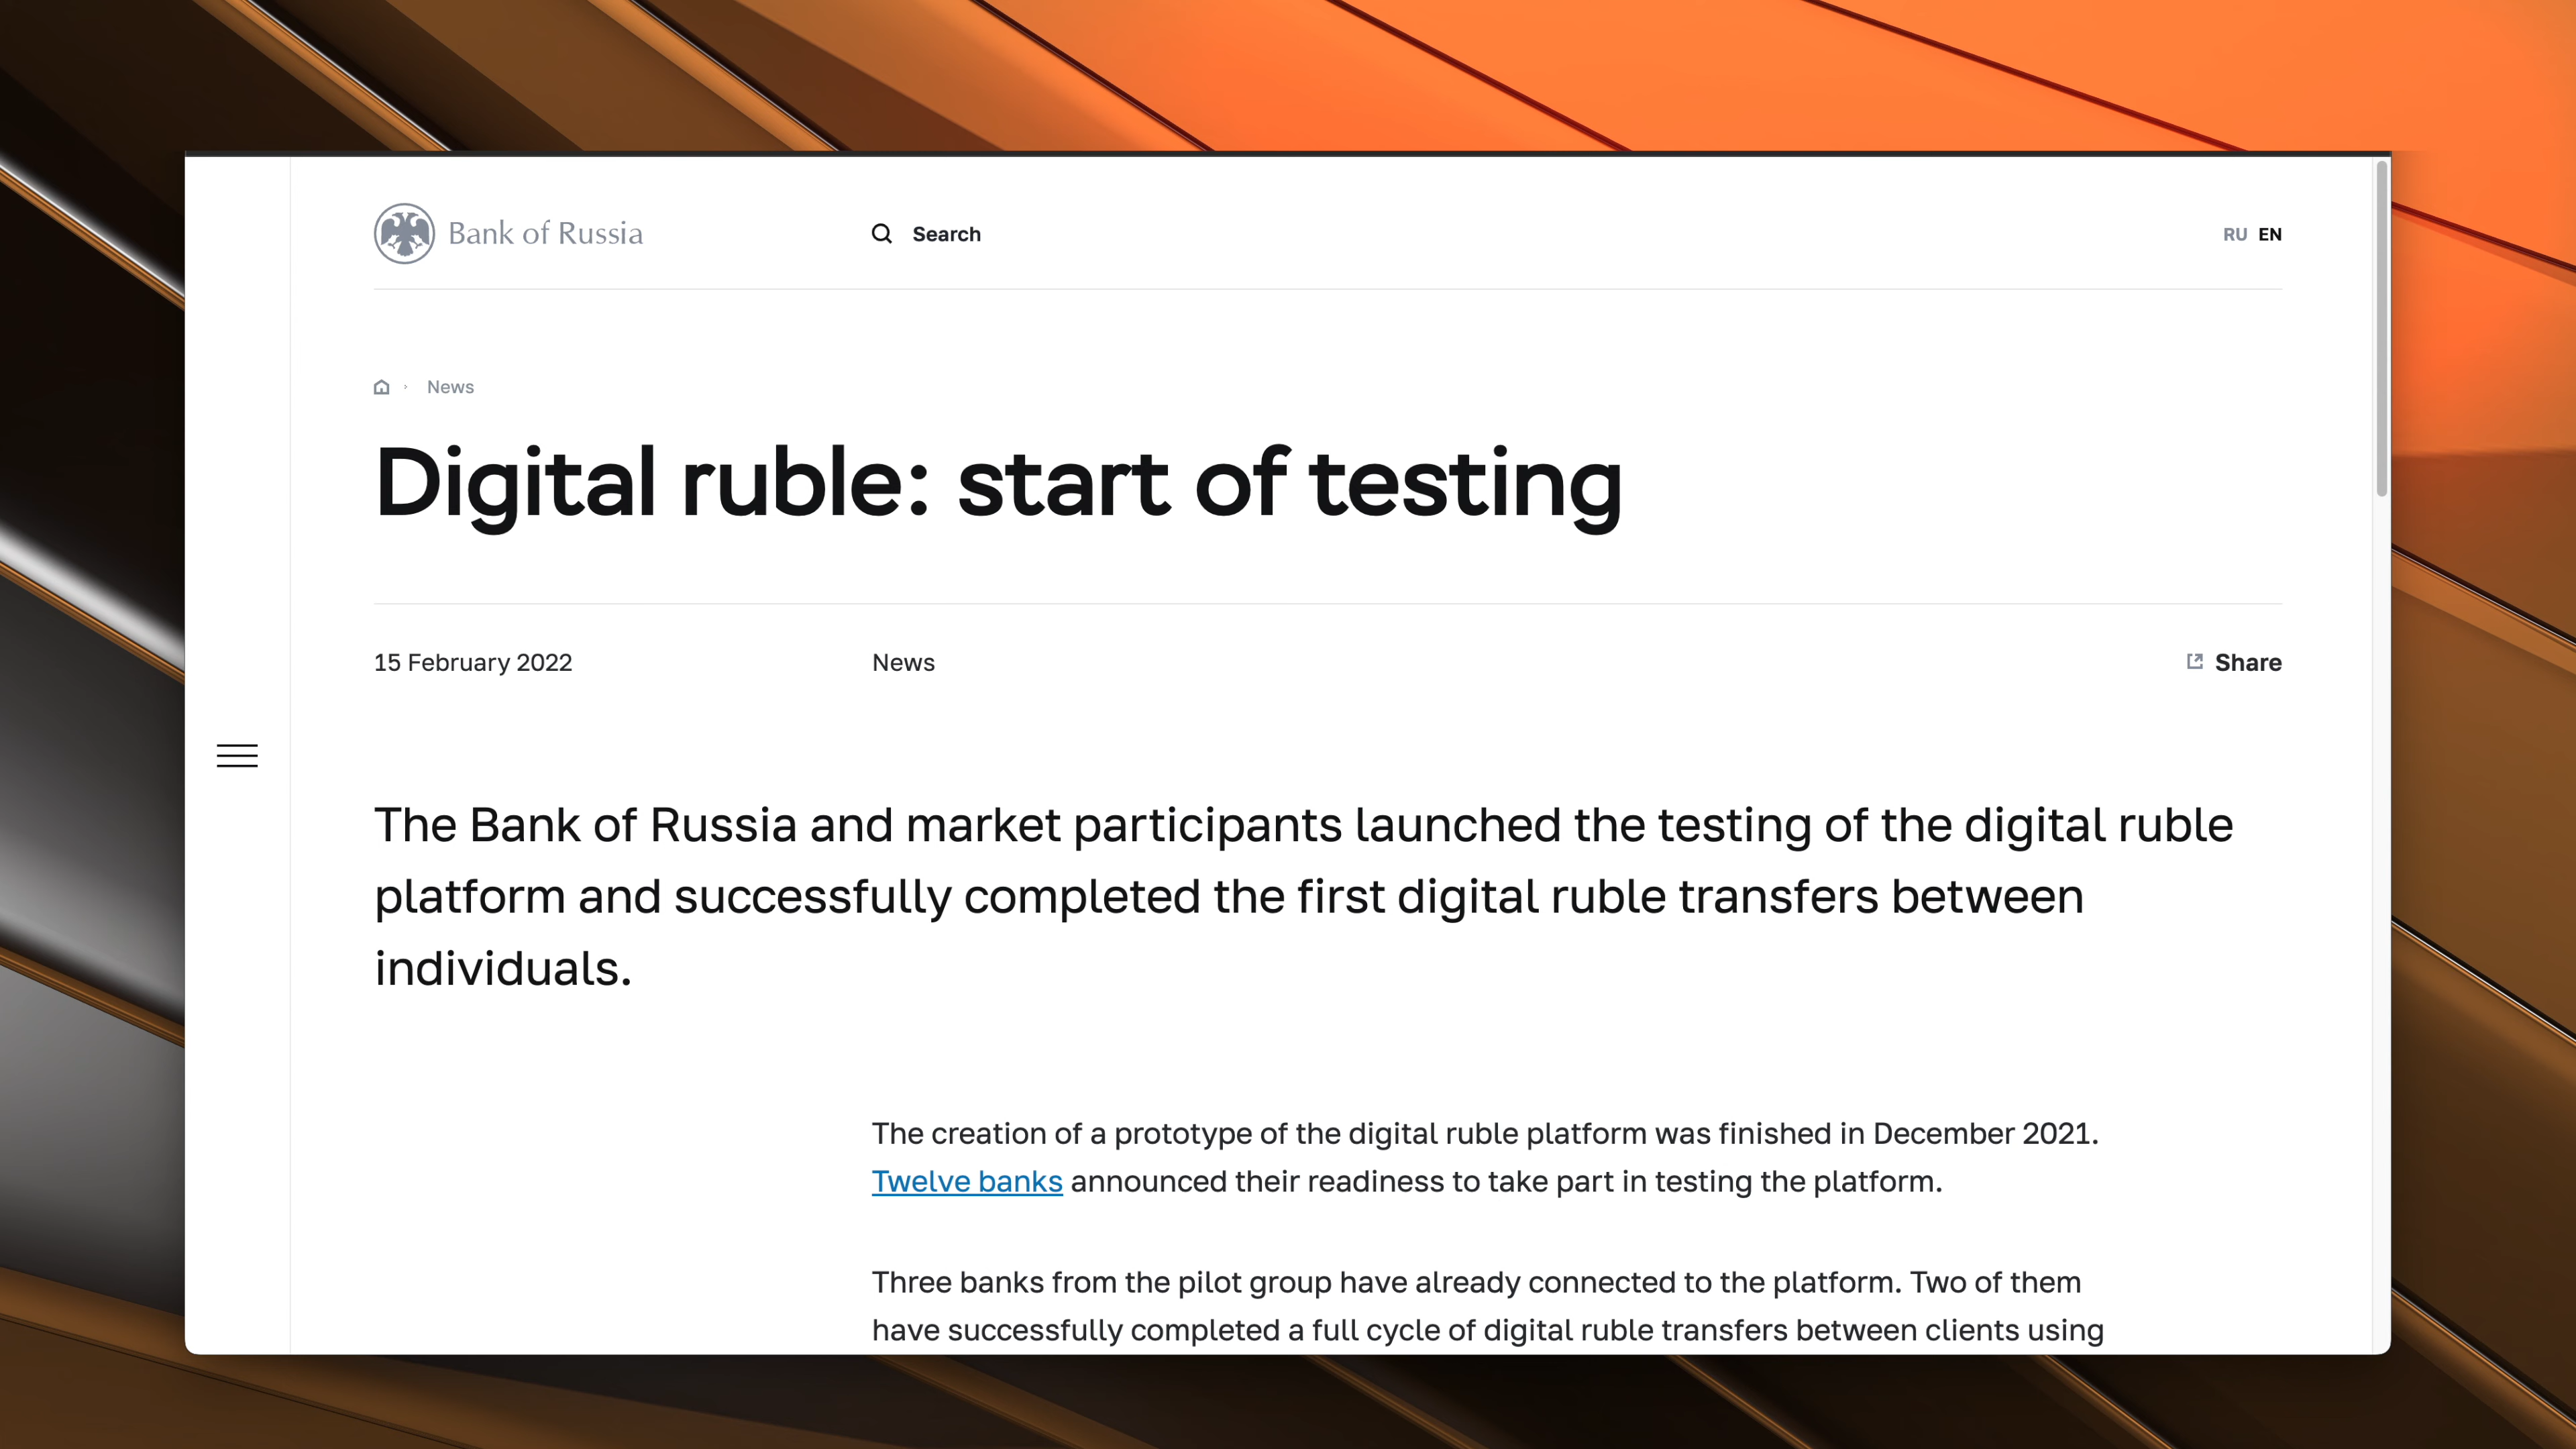 Bank of Russia
Search
RU EN
News
Digital ruble: start of testing
15 February 2022
News
Share
The Bank of Russia and market participants launched the testing of the digital ruble
platform and successfully completed the first digital ruble transfers between
individuals.
The creation of a prototype of the digital ruble platform was finished in December 2021.
Twelve banks announced their readiness to take part in testing the platform.
Three banks from the pilot group have already connected to the platform. Two of them
have successfully completed a full cycle of digital ruble transfers between clients using